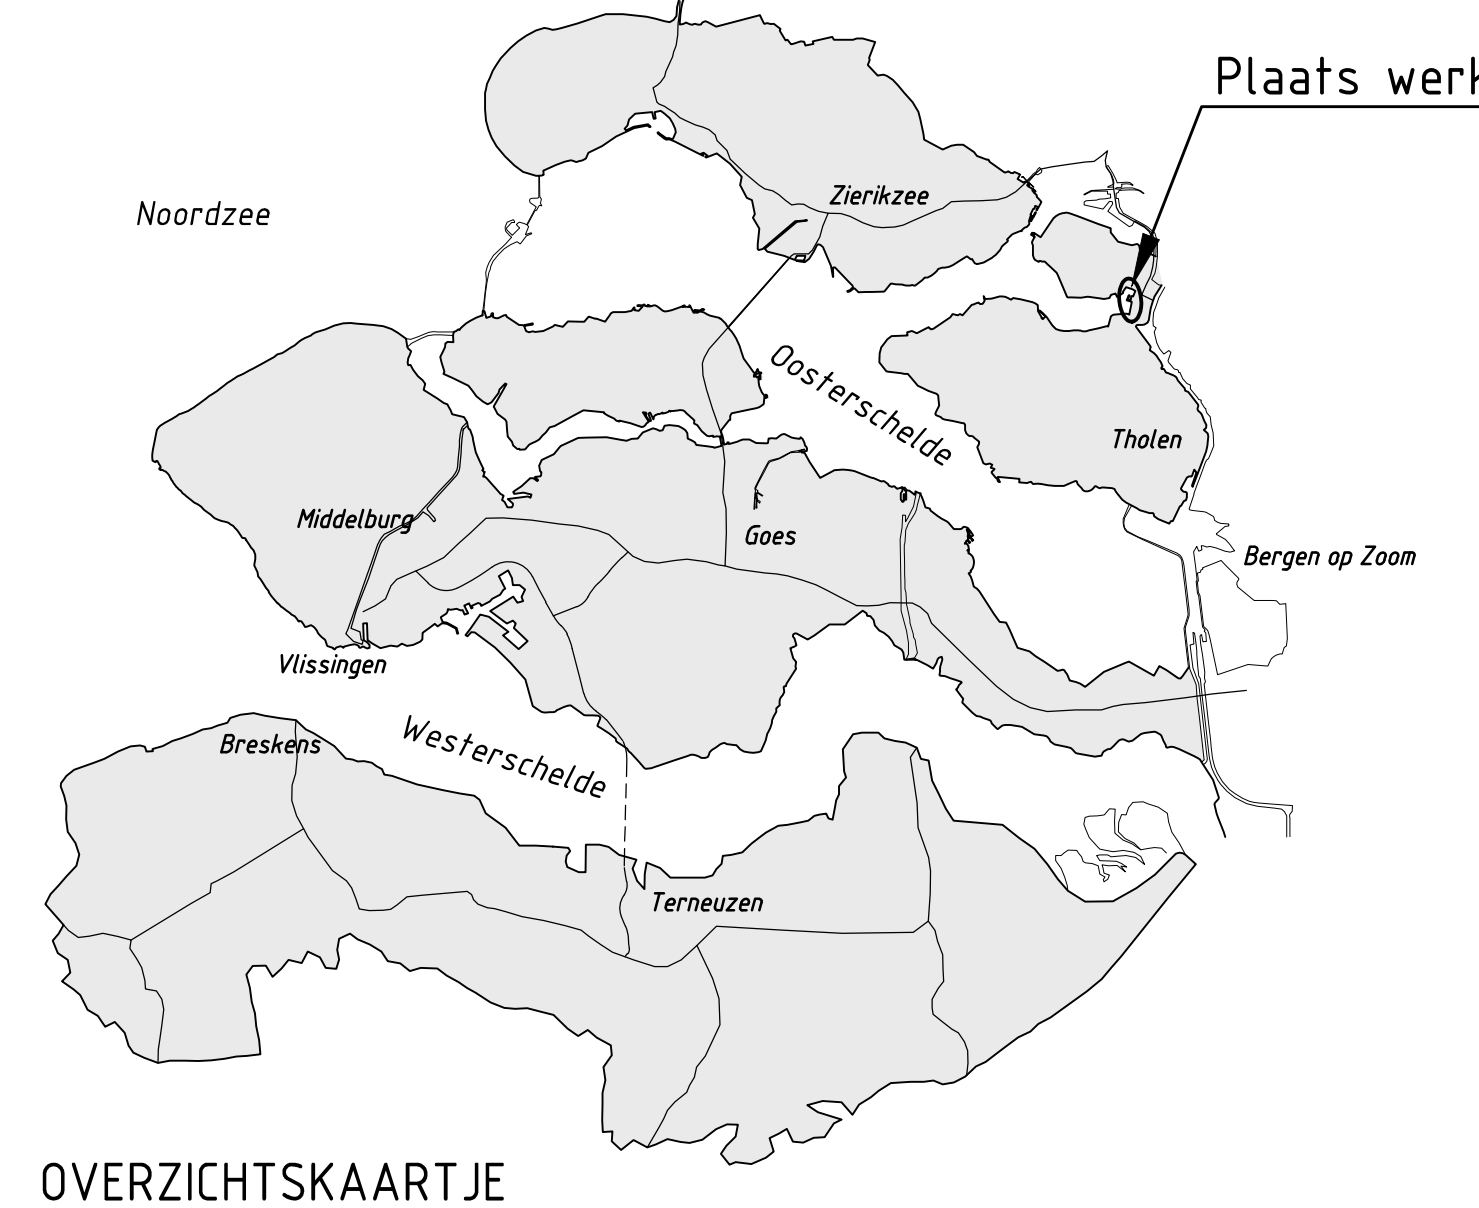 Plaats werk
Zierikzee
Noordzee
Oosterschelde
Tholen
Middelburg
Goes
Bergen op Zoom
Vlissingen
Westerschelde
Breskens
Terneuzen
OVERZICHTSKAARTJE